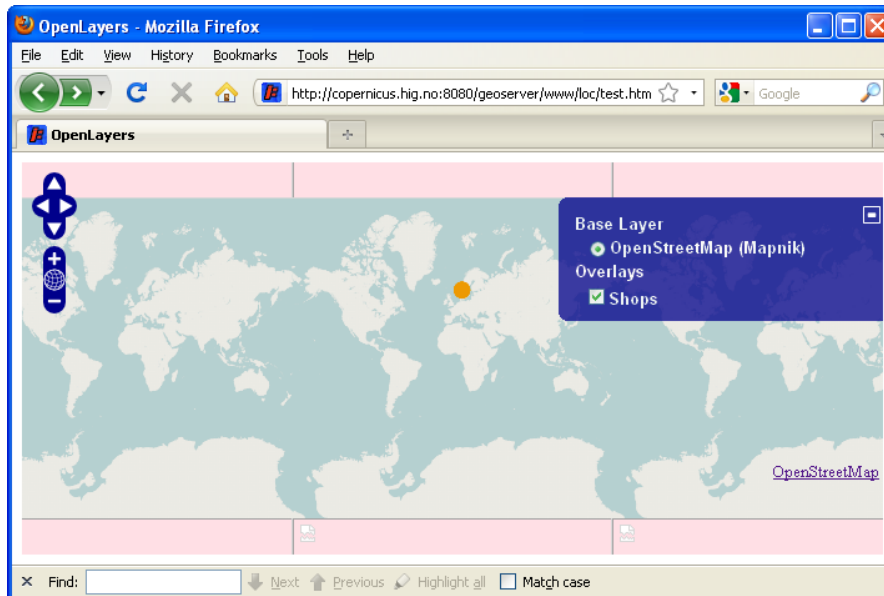 OpenLayers - Mozilla Firefox
File Edit View History Bookmarks Tools Help
http://copernicus.hig.no:8080/geoserver/www/loc/test.htm Google
OpenLayers
Base Layer
OpenStreetMap (Mapnik)
Overlays
Shops
OpenStreetMap
Find: Next Previous Highlight all Match case